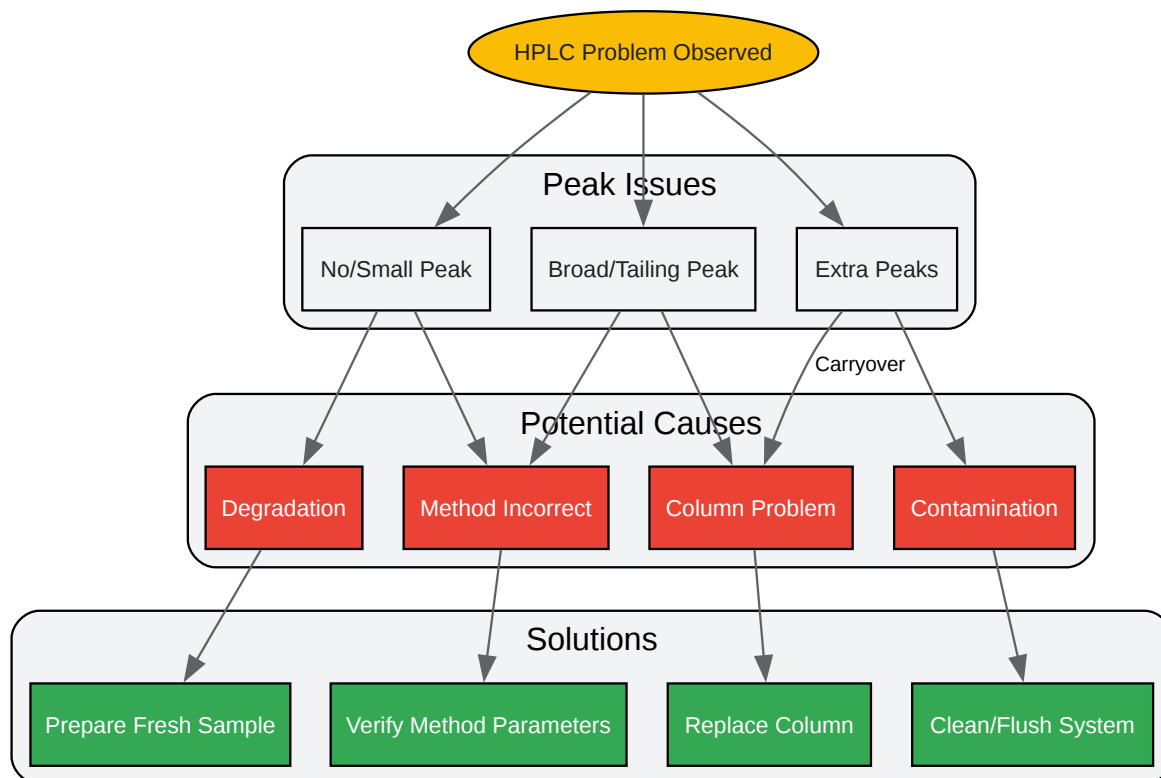 HPLC Problem Observed
Peak Issues
No/Small Peak
Broad/Tailing Peak
Extra Peaks
Carryover
Potential Causes
Degradation
Method Incorrect
Column Problem
Contamination
Solutions
Prepare Fresh Sample
Verify Method Parameters
Replace Column
Clean/Flush System